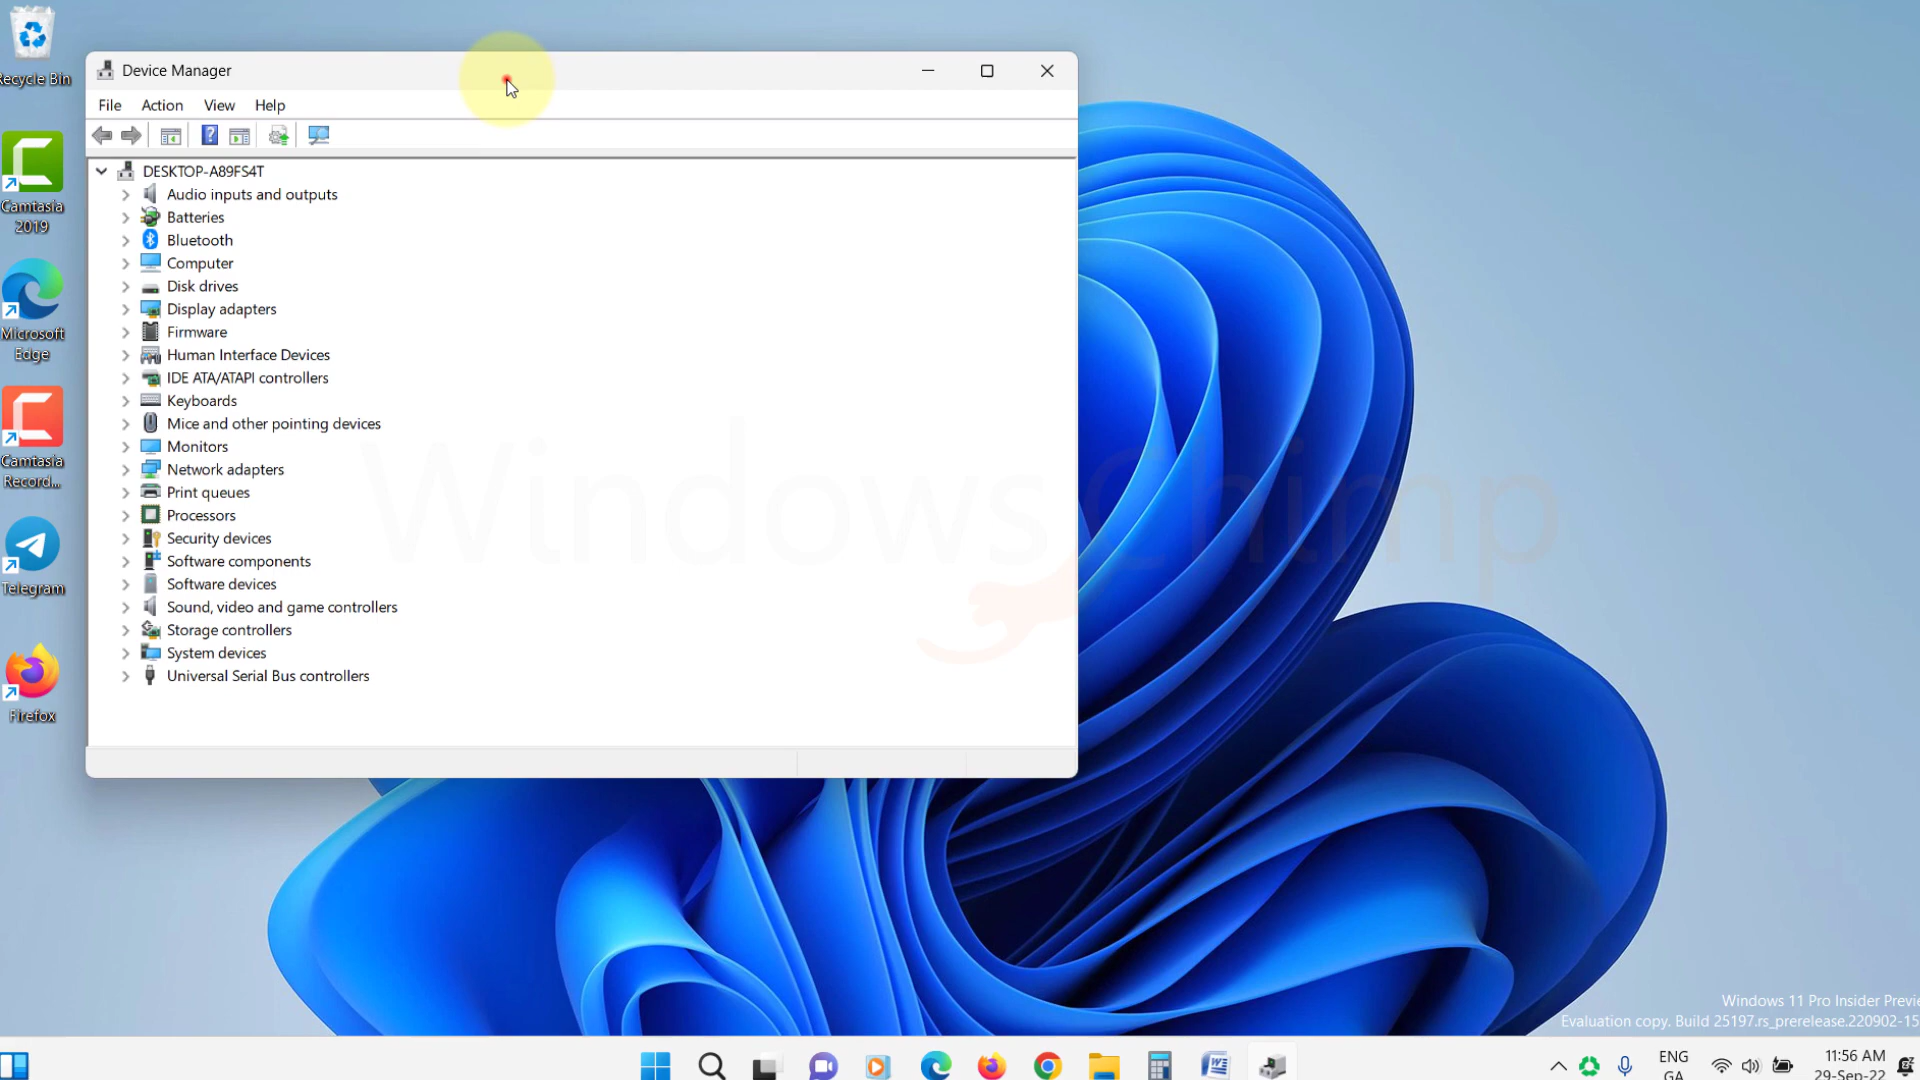 Recycle Bin
Camtasia
2019
Microsoft
Edge
Camtasia
Record...
Telegram
Firefox
Device Manager
File Action View Help
DESKTOP-A89FS4T
Audio inputs and outputs
Batteries
Bluetooth
Computer
Disk drives
Display adapters
Firmware
Human Interface Devices
IDE ATA/ATAPI controllers
Keyboards
Mice and other pointing devices
Monitors
Network adapters
Print queues
Processors
Security devices
Software components
Software devices
Sound, video and game controllers
Storage controllers
System devices
Universal Serial Bus controllers
Windows Chimp
Windows 11 Pro Insider Previe
Evaluation copy. Build 25197.rs_prerelease.220902-15
ENG
GA
11:56 AM
29-Sep-22